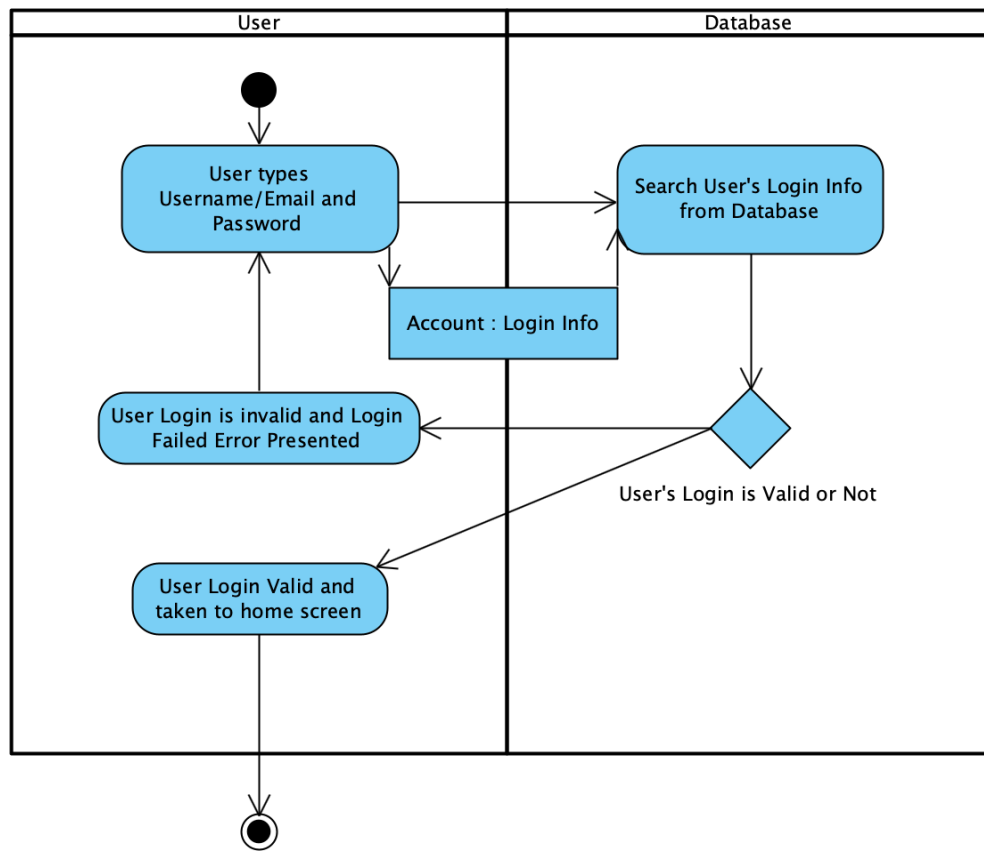 User
Database
User types
Username/Email and
Password
Search User's Login Info
from Database
Account : Login Info
User Login is invalid and Login
Failed Error Presented
User's Login is Valid or Not
User Login Valid and
taken to home screen